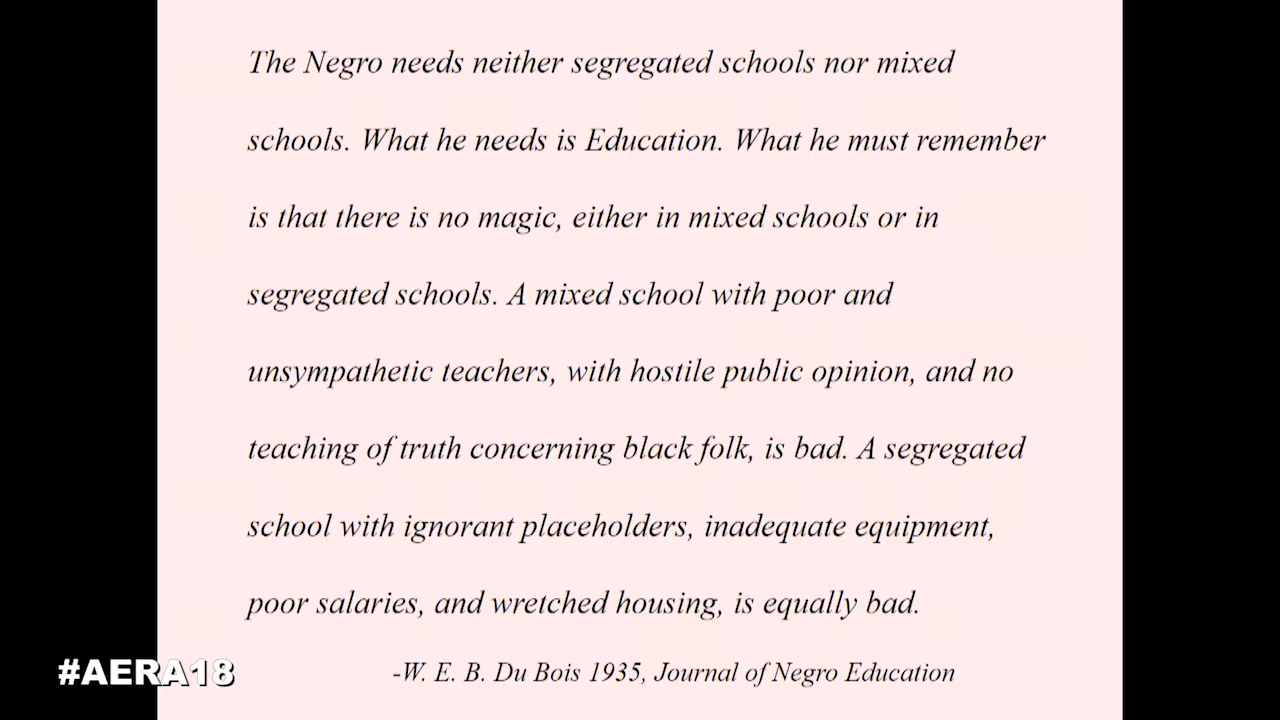 The Negro needs neither segregated schools nor mixed
schools. What he needs is Education. What he must remember
is that there is no magic, either in mixed schools or in
segregated schools. A mixed school with poor and
unsympathetic teachers, with hostile public opinion, and no
teaching of truth concerning black folk, is bad. A segregated
school with ignorant placeholders, inadequate equipment,
poor salaries, and wretched housing, is equally bad.
-W. E. B. Du Bois 1935, Journal of Negro Education
#AERA18